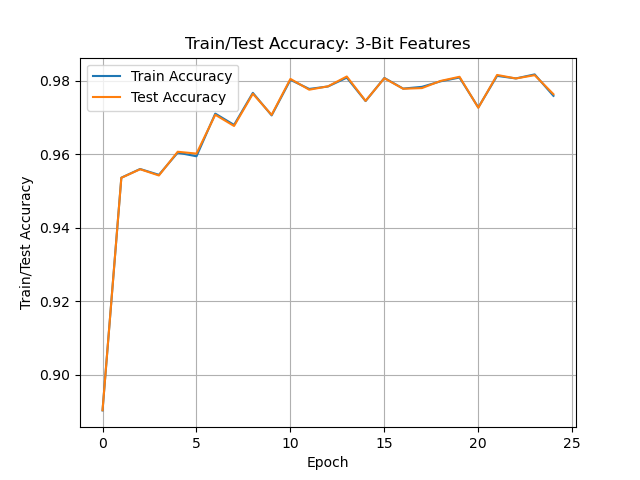 Train/Test Accuracy: 3-Bit Features
Train Accuracy
Test Accuracy
0.98
0.96
0.94
0.92
0.90
Train/Test Accuracy
0
5
10
15
20
25
Epoch